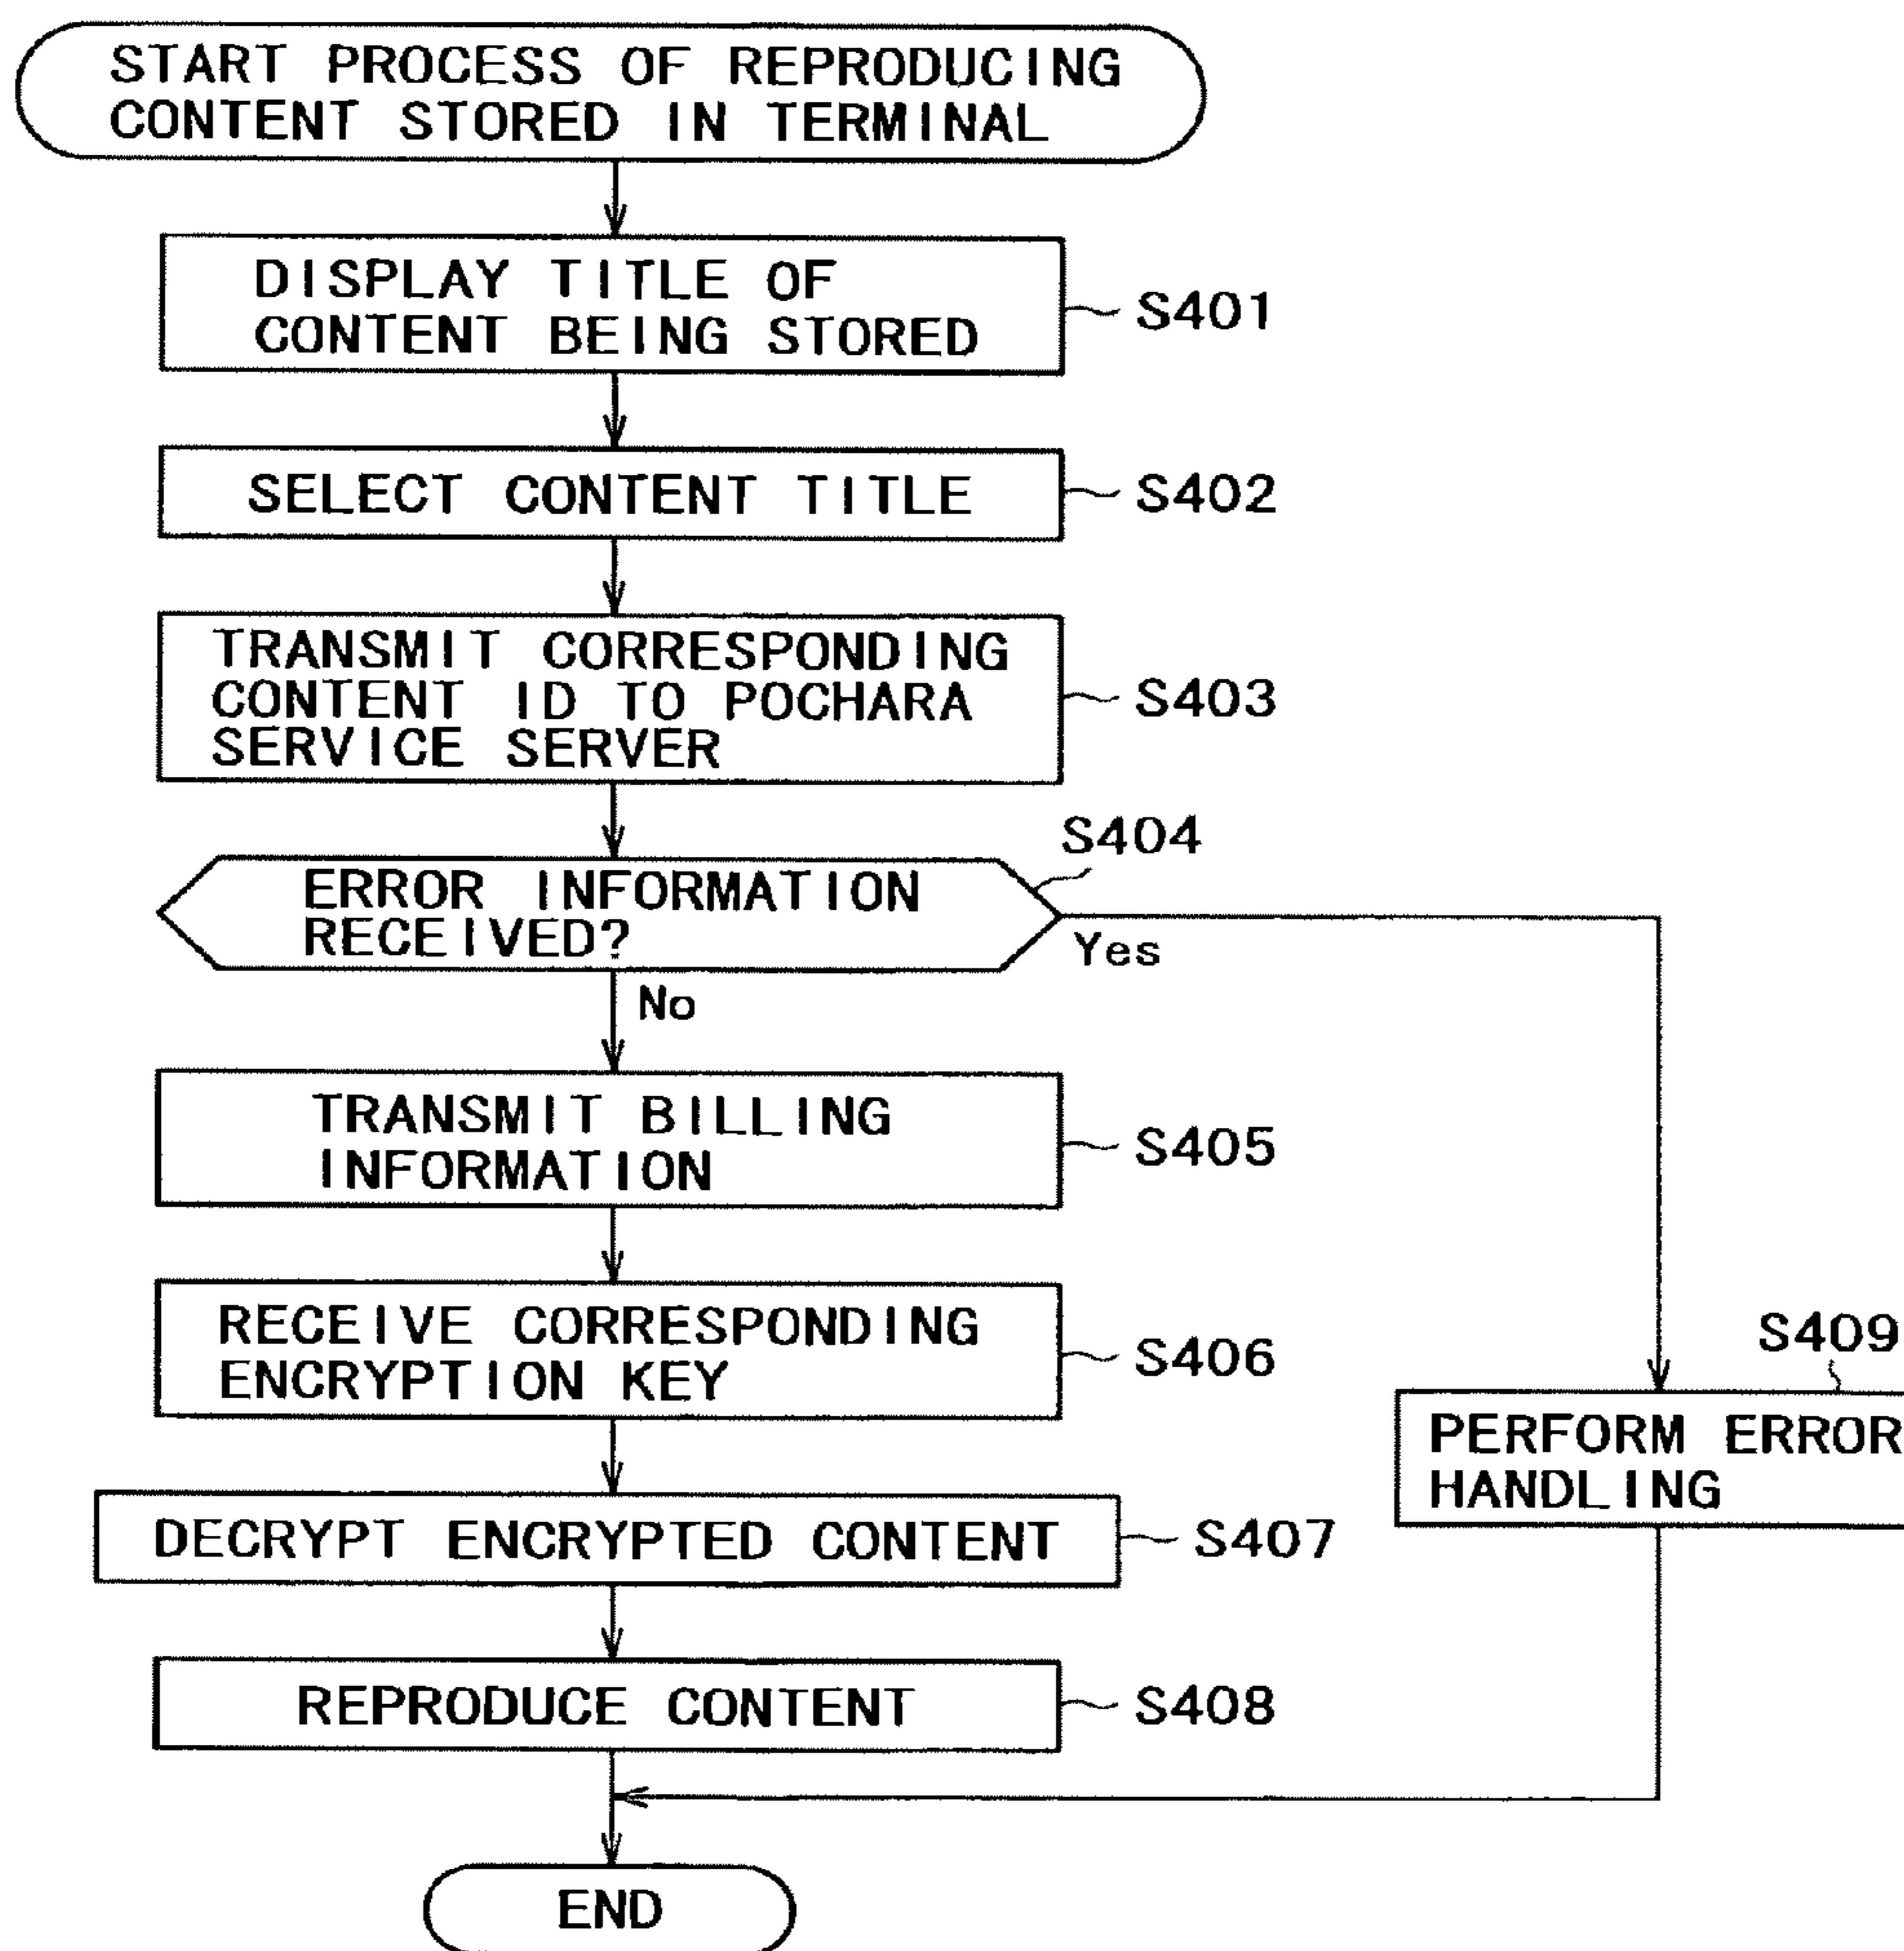 START PROCESS OF REPRODUCING
CONTENT STORED IN TERMINAL
DISPLAY TITLE OF
CONTENT BEING STORED
S401
SELECT CONTENT TITLE
S402
TRANSMIT CORRESPONDING
CONTENT ID TO POCHARA
SERVICE SERVER
S403
S404
ERROR INFORMATION
RECEIVED?
Yes
No
TRANSMIT BILLING
INFORMATION
S405
RECEIVE CORRESPONDING
ENCRYPTION KEY
S406
S409
PERFORM ERROR
HANDLING
DECRYPT ENCRYPTED CONTENT
S407
REPRODUCE CONTENT
S408
END